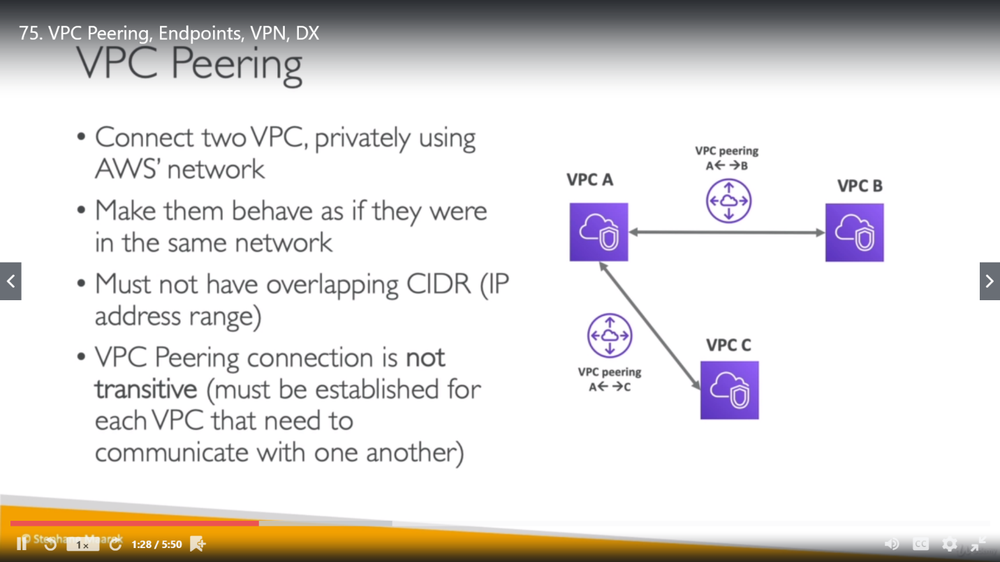 75. VPC Peering, Endpoints, VPN, DX
VPC Peering
• Connect two VPC, privately using
AWS’ network
• Make them behave as if they were
in the same network
• Must not have overlapping CIDR (IP
address range)
• VPC Peering connection is not
transitive (must be established for
each VPC that need to
communicate with one another)
VPC peering
A← →B
VPC A
VPC B
VPC peering
A← →C
VPC C
© Stephane Maarek
1x
1:28 / 5:50
CC